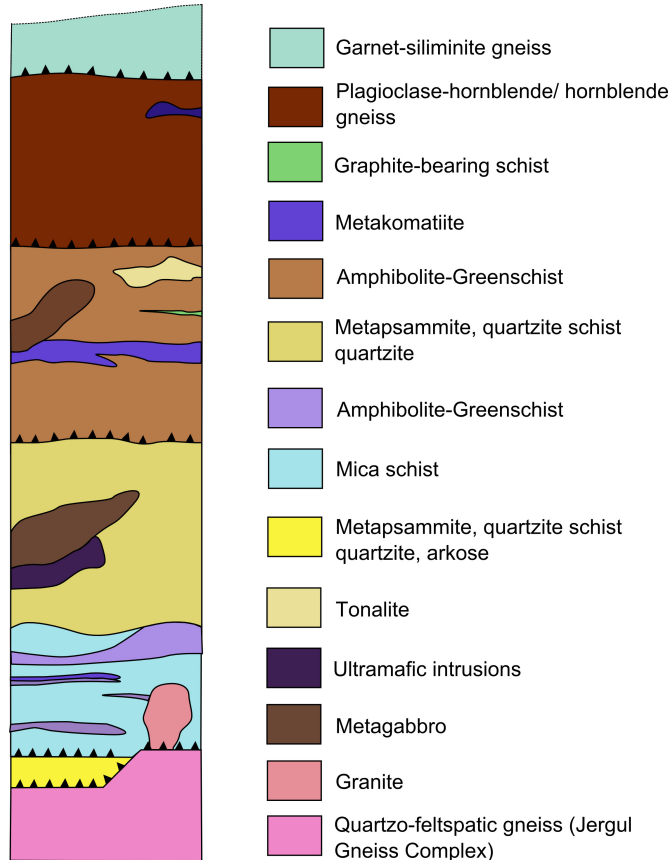 Garnet-siliminite gneiss
Plagioclase-hornblende/ hornblende
gneiss
Graphite-bearing schist
Metakomatiite
Amphibolite-Greenschist
Metapsammite, quartzite schist
quartzite
Amphibolite-Greenschist
Mica schist
Metapsammite, quartzite schist
quartzite, arkose
Tonalite
Ultramafic intrusions
Metagabbro
Granite
Quartzo-feltspatic gneiss (Jergul
Gneiss Complex)